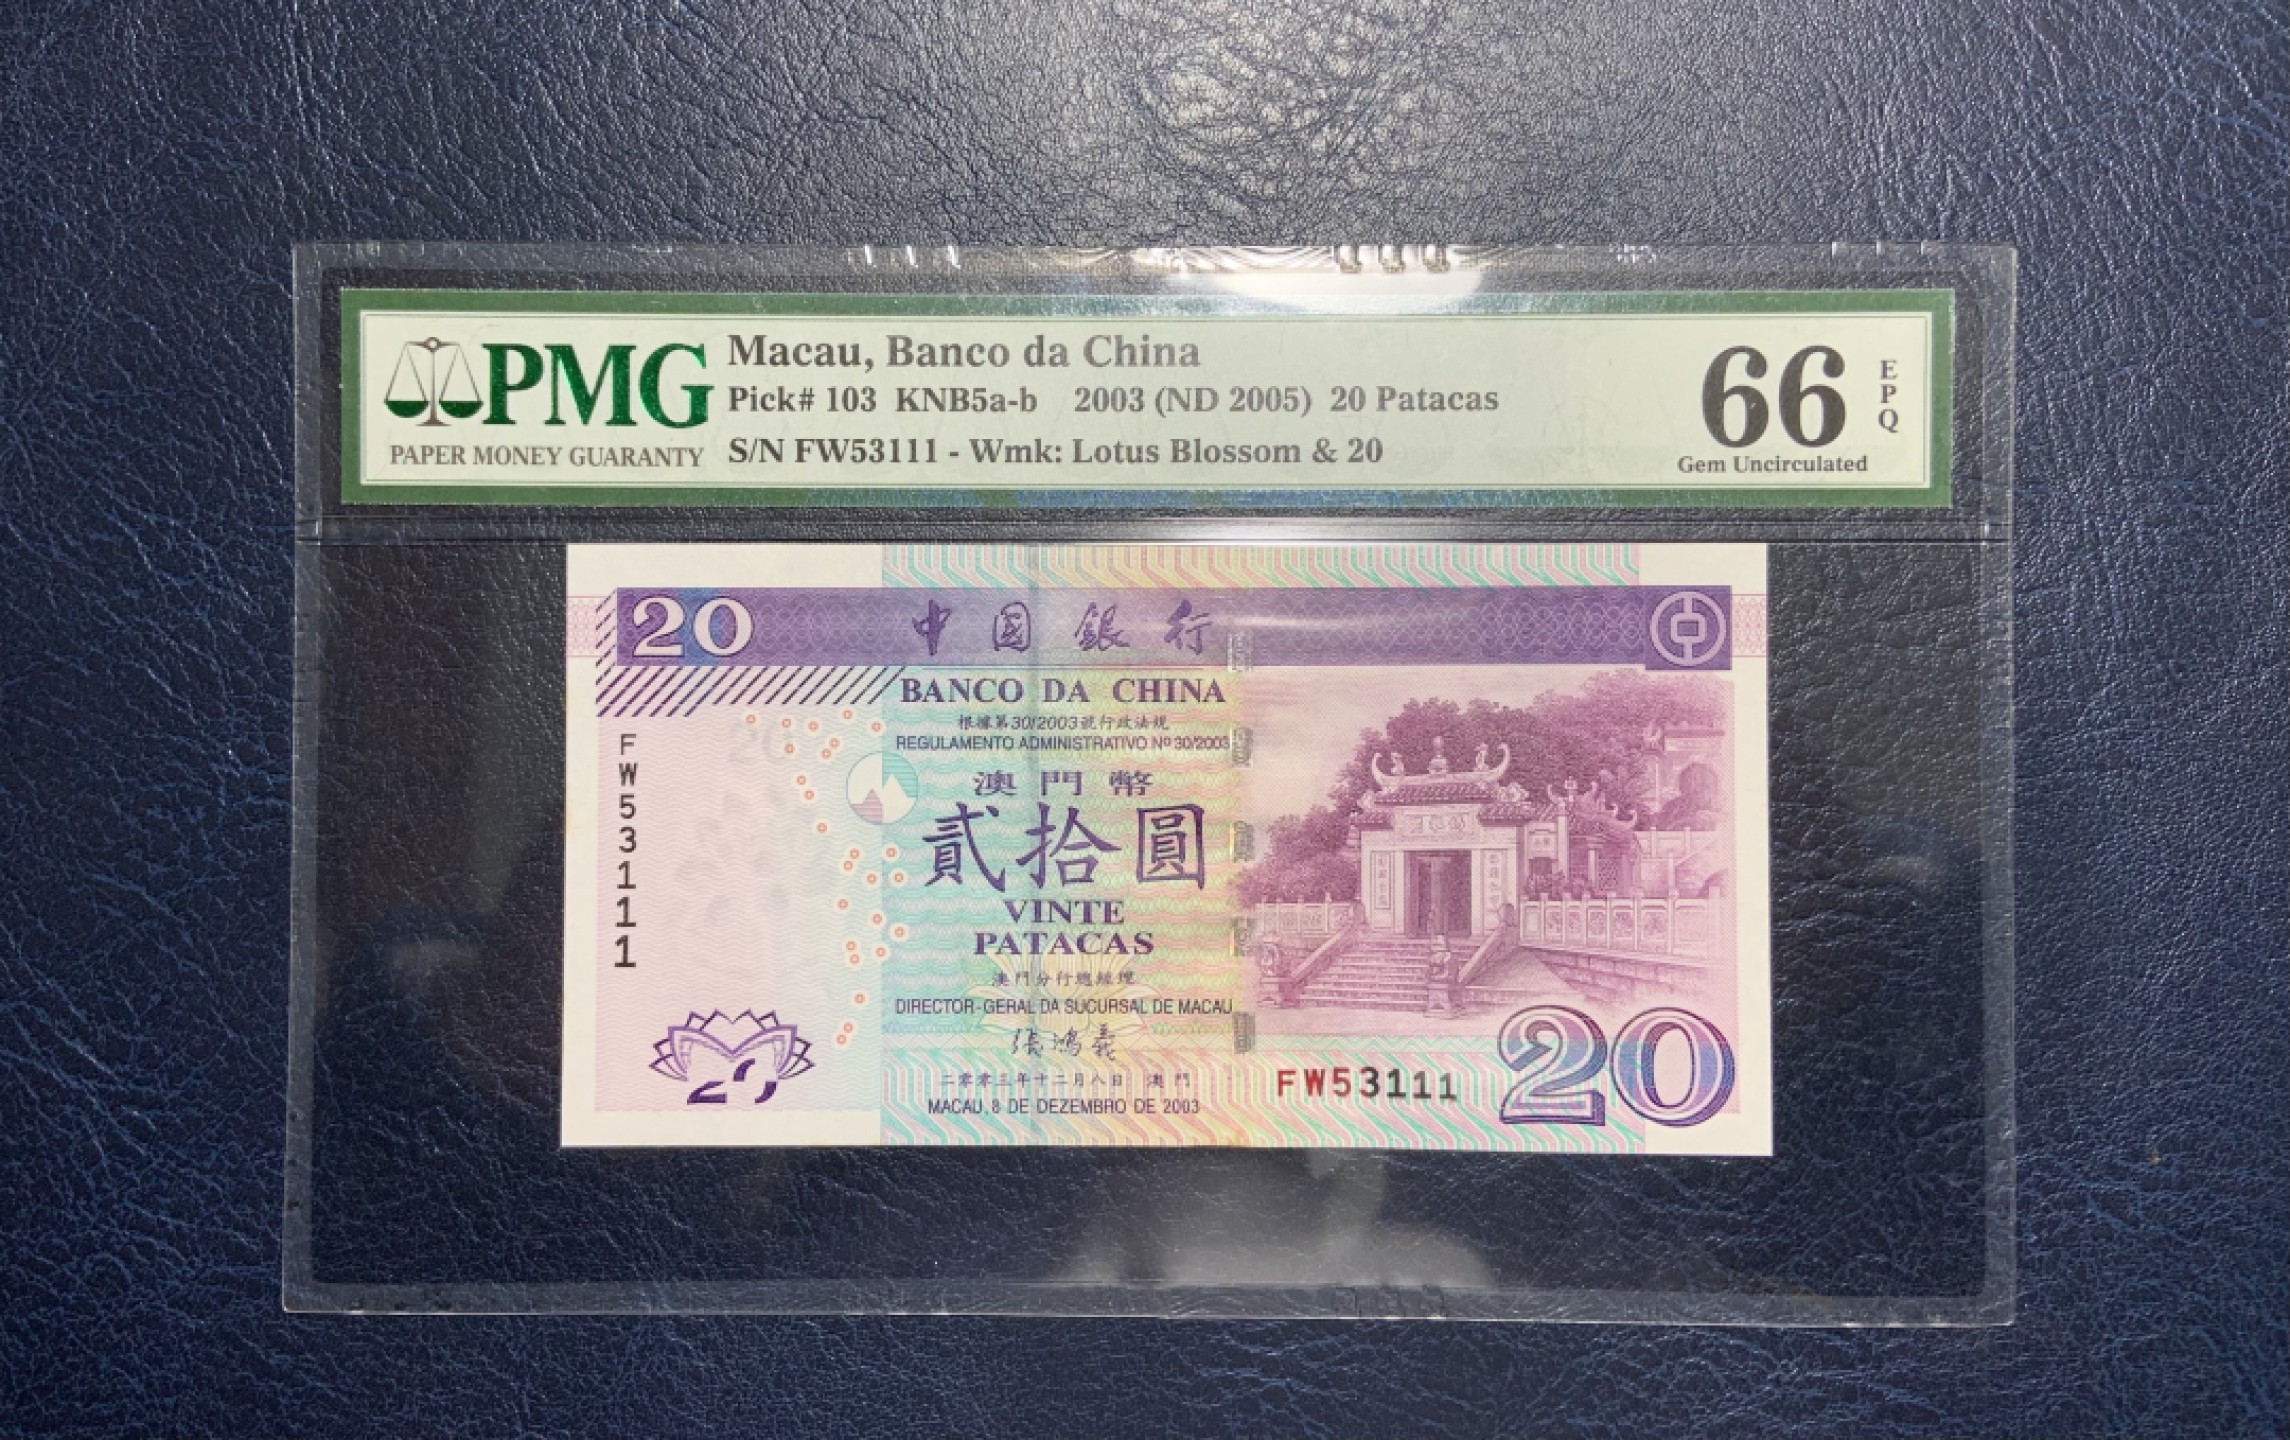 PMG
PAPER MONEY GUARANTY
Macau, Banco da China
Pick# 103 KNB5a-b 2003 (ND 2005) 20 Patacas
S/N FW53111 - Wmk: Lotus Blossom & 20
66
EPQ
Gem Uncirculated
20
中國銀行
BANCO DA CHINA
根據第30/2003號行政法規
REGULAMENTO ADMINISTRATIVO Nº 30/2003
FW53111
澳門幣
貳拾圓
VINTE
PATACAS
澳門分行總經理
DIRECTOR-GERAL DA SUCURSAL DE MACAU
張鴻義
二零零三年十二月八日 澳門
MACAU, 8 DE DEZEMBRO DE 2003
FW53111
20